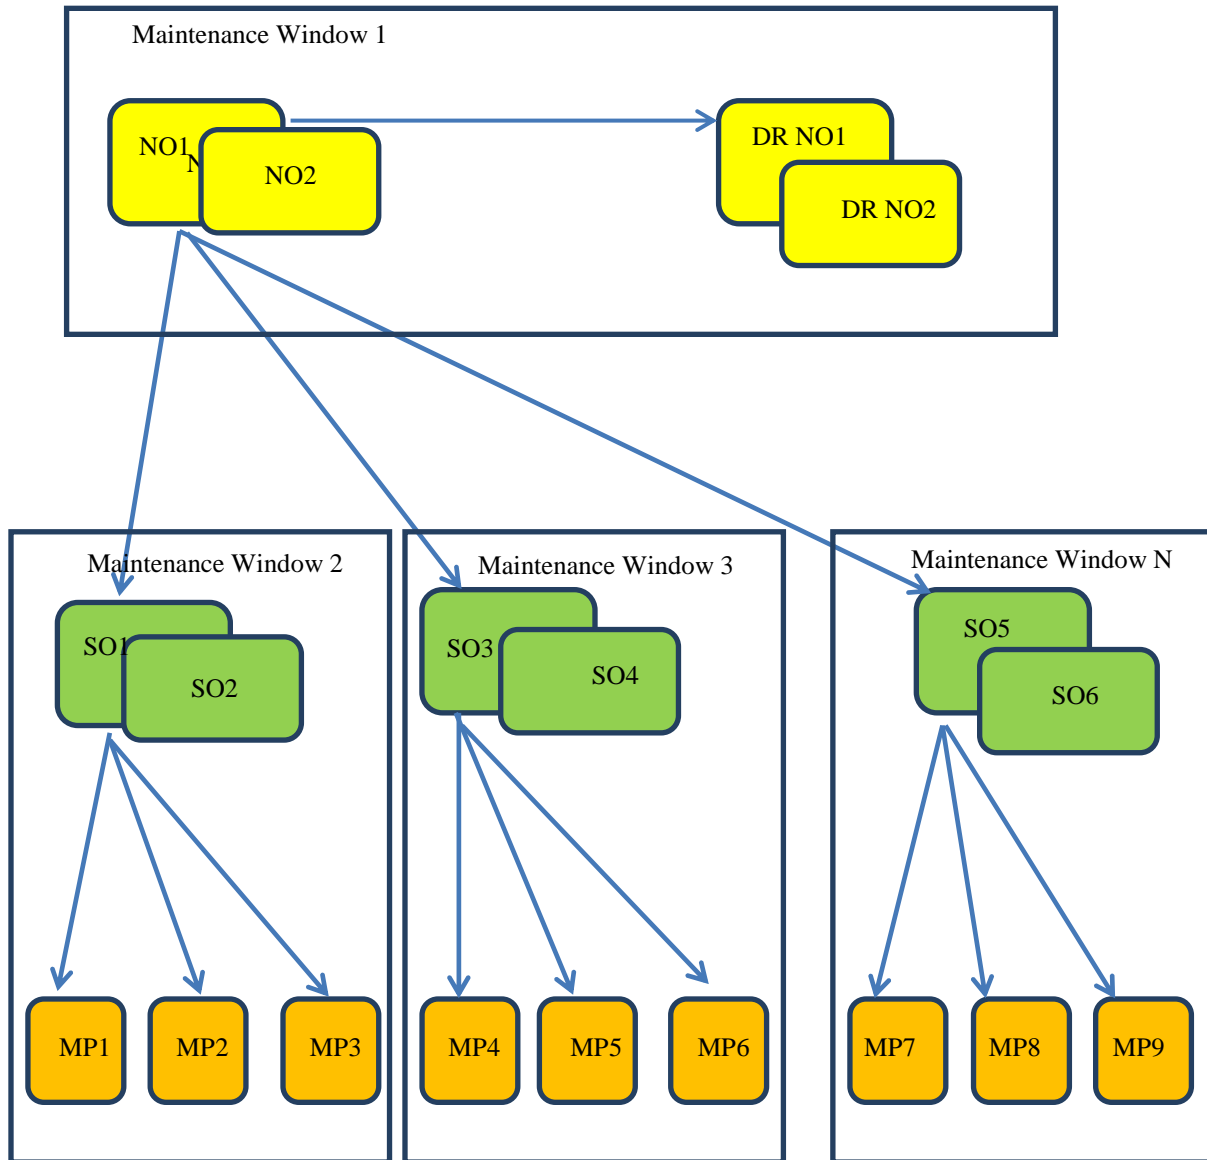 Maintenance Window 1
NO1
N
NO2
DR NO1
DR NO2
Maintenance Window 2
Maintenance Window 3
Maintenance Window N
SO1
SO2
SO3
SO4
SO5
SO6
MP1
MP2
MP3
MP4
MP5
MP6
MP7
MP8
MP9